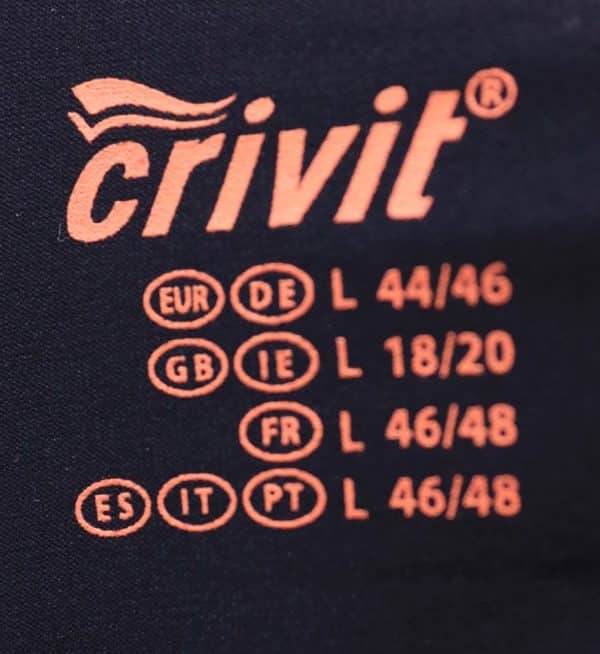 crivit®
EUR DE L 44/46
GB IE L 18/20
FR L 46/48
ES IT PT L 46/48